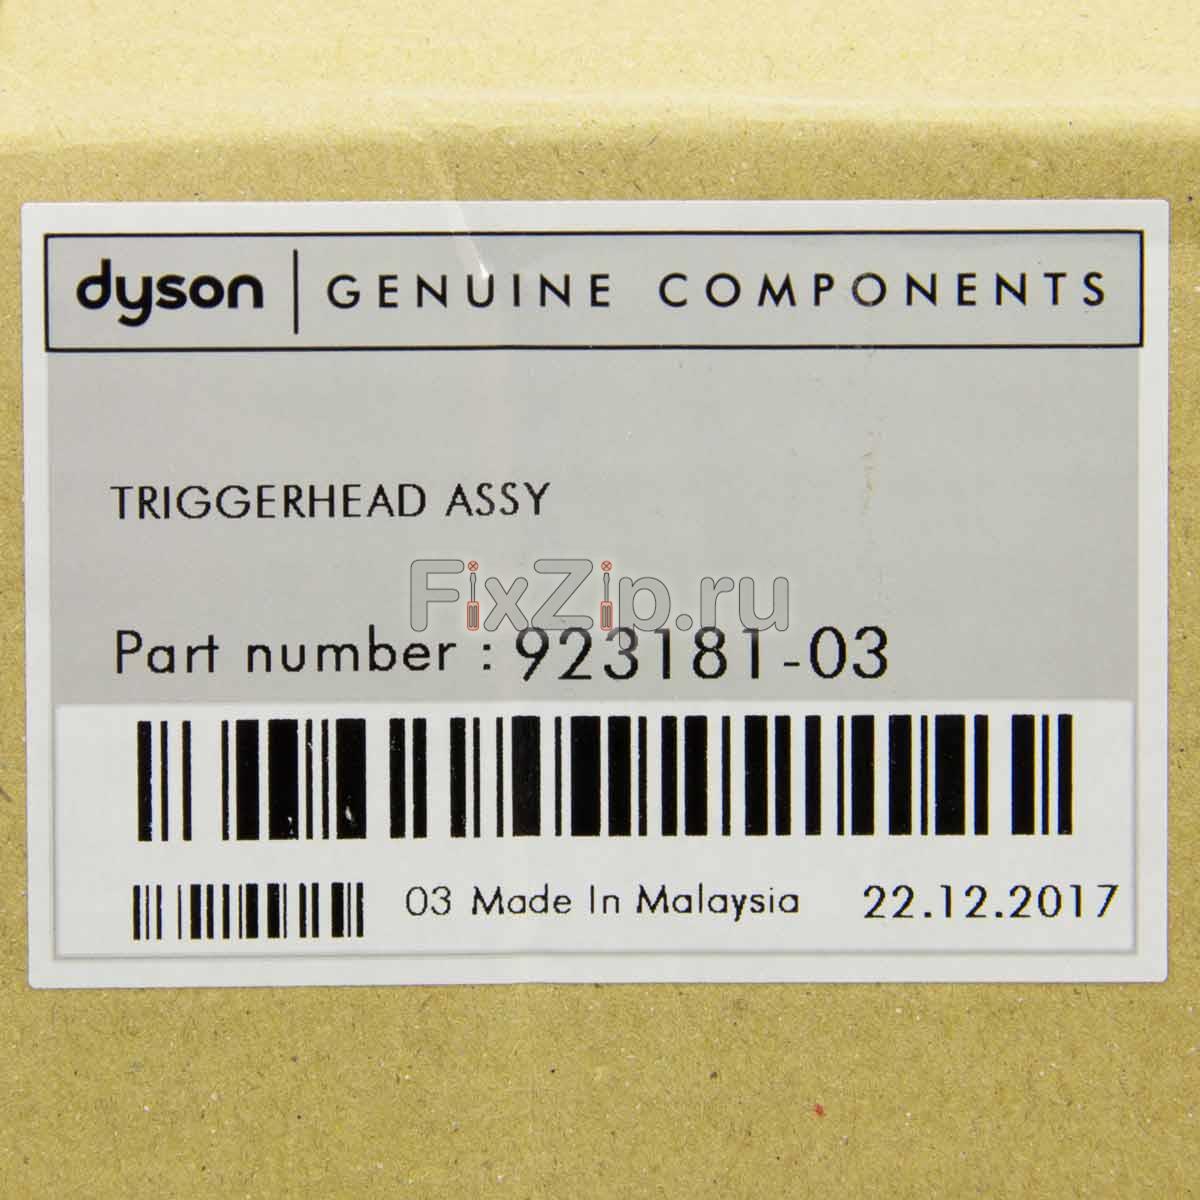 dyson | GENUINE COMPONENTS
TRIGGERHEAD ASSY
FixZip.ru
Part number : 923181-03
03 Made In Malaysia 22.12.2017